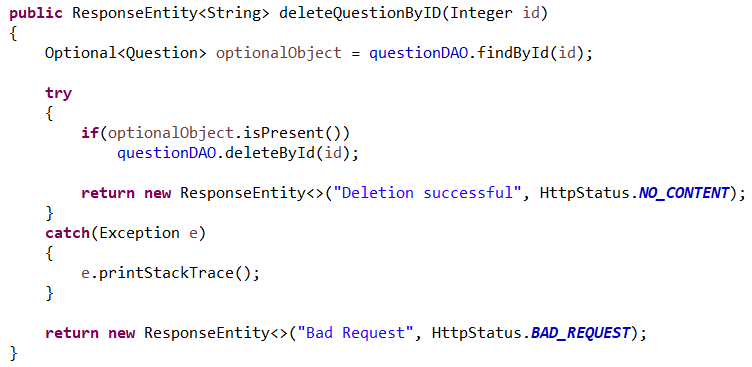 public ResponseEntity<String> deleteQuestionByID(Integer id)
{
    Optional<Question> optionalObject = questionDAO.findById(id);

    try
    {
        if(optionalObject.isPresent())
            questionDAO.deleteById(id);

        return new ResponseEntity<>("Deletion successful", HttpStatus.NO_CONTENT);
    }
    catch(Exception e)
    {
        e.printStackTrace();
    }

    return new ResponseEntity<>("Bad Request", HttpStatus.BAD_REQUEST);
}